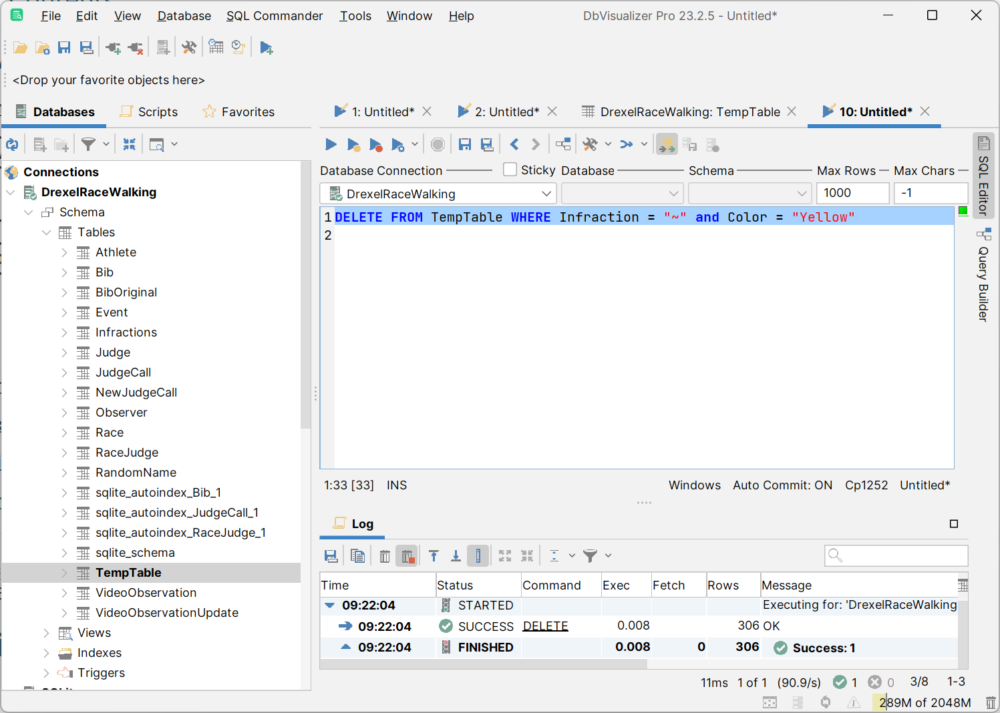 File Edit View Database SQL Commander Tools Window Help DbVisualizer Pro 23.2.5 - Untitled*
<Drop your favorite objects here>
Databases Scripts Favorites
1: Untitled* 2: Untitled* DrexelRaceWalking: TempTable 10: Untitled*
Connections
DrexelRaceWalking
Schema
Tables
Athlete
Bib
BibOriginal
Event
Infractions
Judge
JudgeCall
NewJudgeCall
Observer
Race
RaceJudge
RandomName
sqlite_autoindex_Bib_1
sqlite_autoindex_JudgeCall_1
sqlite_autoindex_RaceJudge_1
sqlite_schema
TempTable
VideoObservation
VideoObservationUpdate
Views
Indexes
Triggers
Database Connection Sticky Database Schema Max Rows Max Chars
DrexelRaceWalking 1000 -1
1 DELETE FROM TempTable WHERE Infraction = "~" and Color = "Yellow"
2
SQL Editor
Query Builder
1:33 [33] INS Windows Auto Commit: ON Cp1252 Untitled*
Log
Time Status Command Exec Fetch Rows Message
09:22:04 STARTED Executing for: 'DrexelRaceWalking
09:22:04 SUCCESS DELETE 0.008 306 OK
09:22:04 FINISHED 0.008 0 306 Success: 1
11ms 1 of 1 (90.9/s) 1 0 3/8 1-3
289M of 2048M